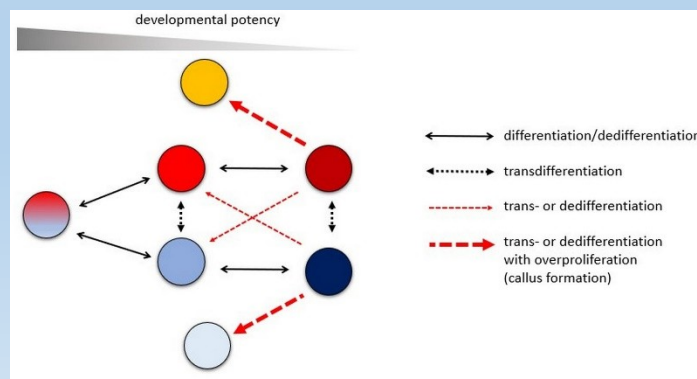 developmental potency
differentiation/dedifferentiation
transdifferentiation
trans- or dedifferentiation
trans- or dedifferentiation
with overproliferation
(callus formation)